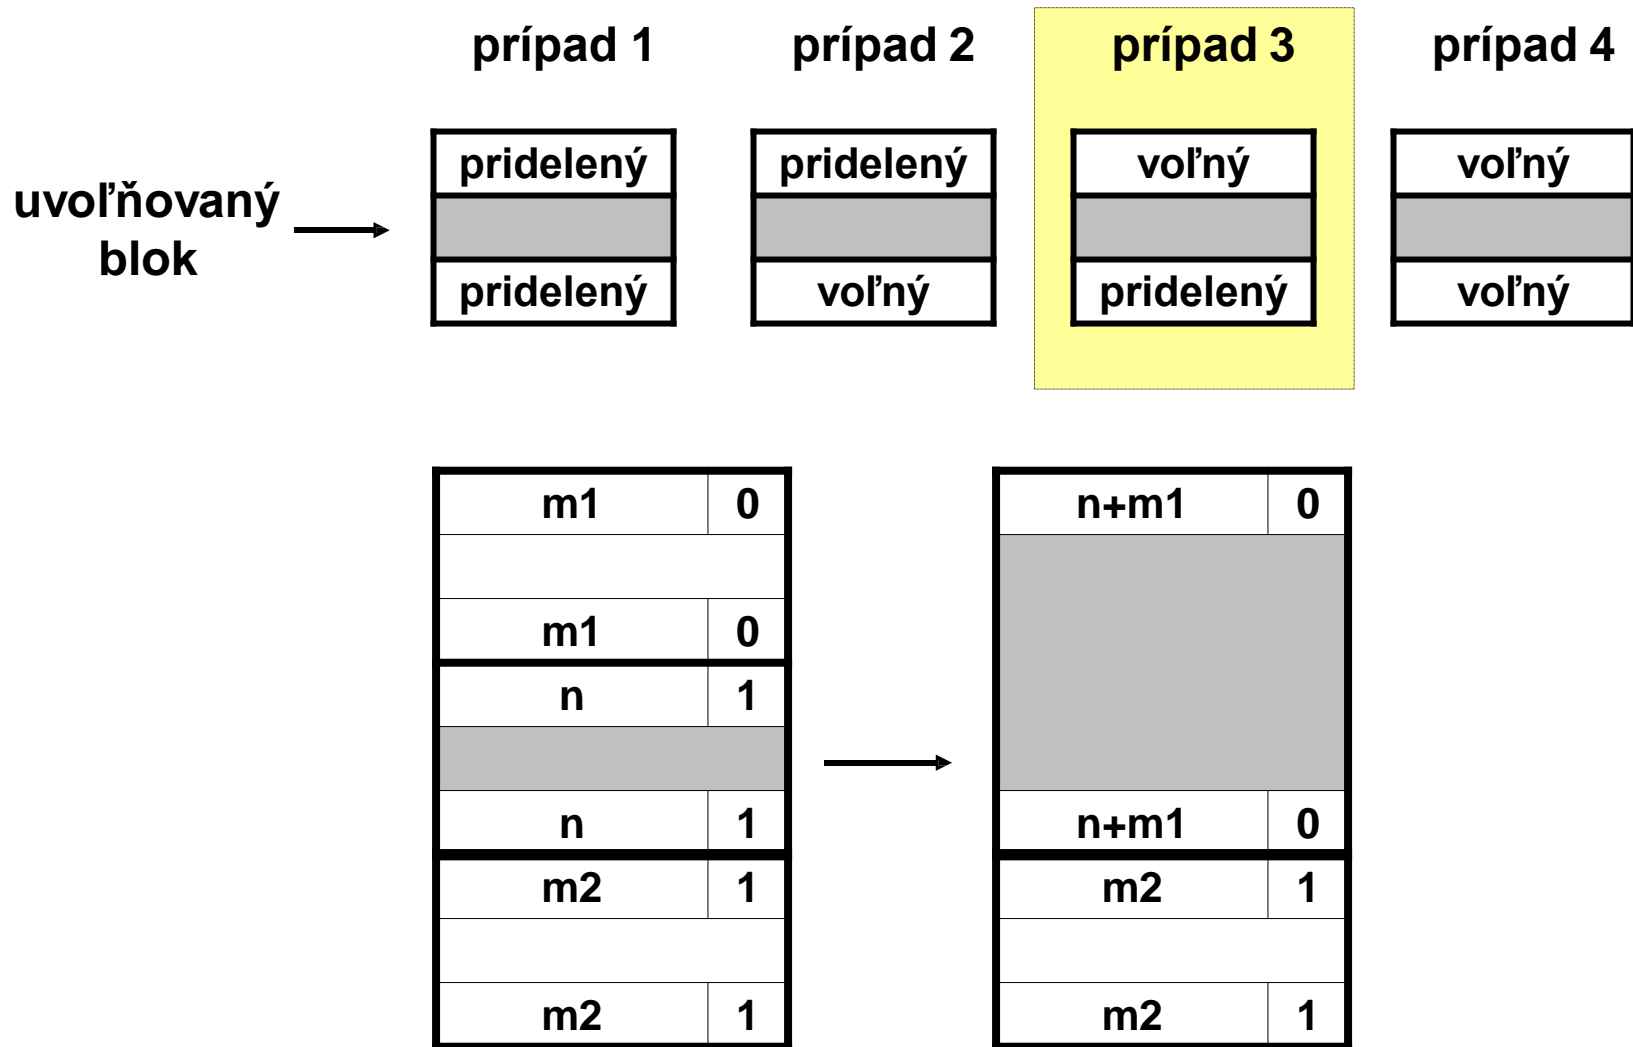 prípad 1 prípad 2 prípad 3 prípad 4
pridelený pridelený voľný voľný
uvoľňovaný
blok
pridelený voľný pridelený voľný
m1 0 n+m1 0
m1 0
n 1
n 1 n+m1 0
m2 1 m2 1
m2 1 m2 1